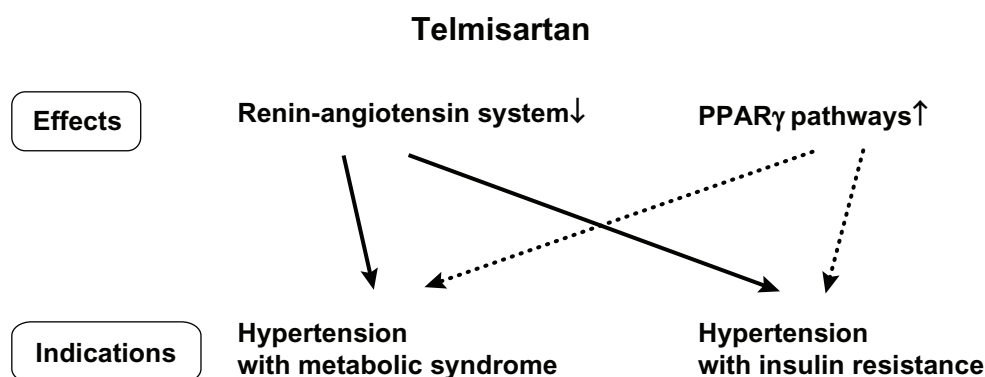 Telmisartan
Effects
Renin-angiotensin system↓
PPARγ pathways↑
Indications
Hypertension
with metabolic syndrome
Hypertension
with insulin resistance